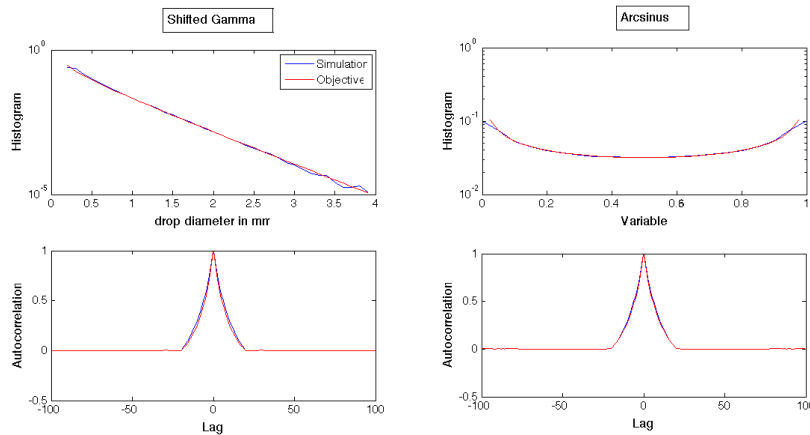 Shifted Gamma
Arcsinus
10^0
10^-5
Histogram
0 0.5 1 1.5 2 2.5 3 3.5 4
drop diameter in mm
Simulation
Objective
10^0
10^-1
10^-2
Histogram
0 0.2 0.4 0.6 0.8 1
Variable
1
0.5
0
-0.5
Autocorrelation
-100 -50 0 50 100
Lag
1
0.5
0
-0.5
Autocorrelation
-100 -50 0 50 100
Lag